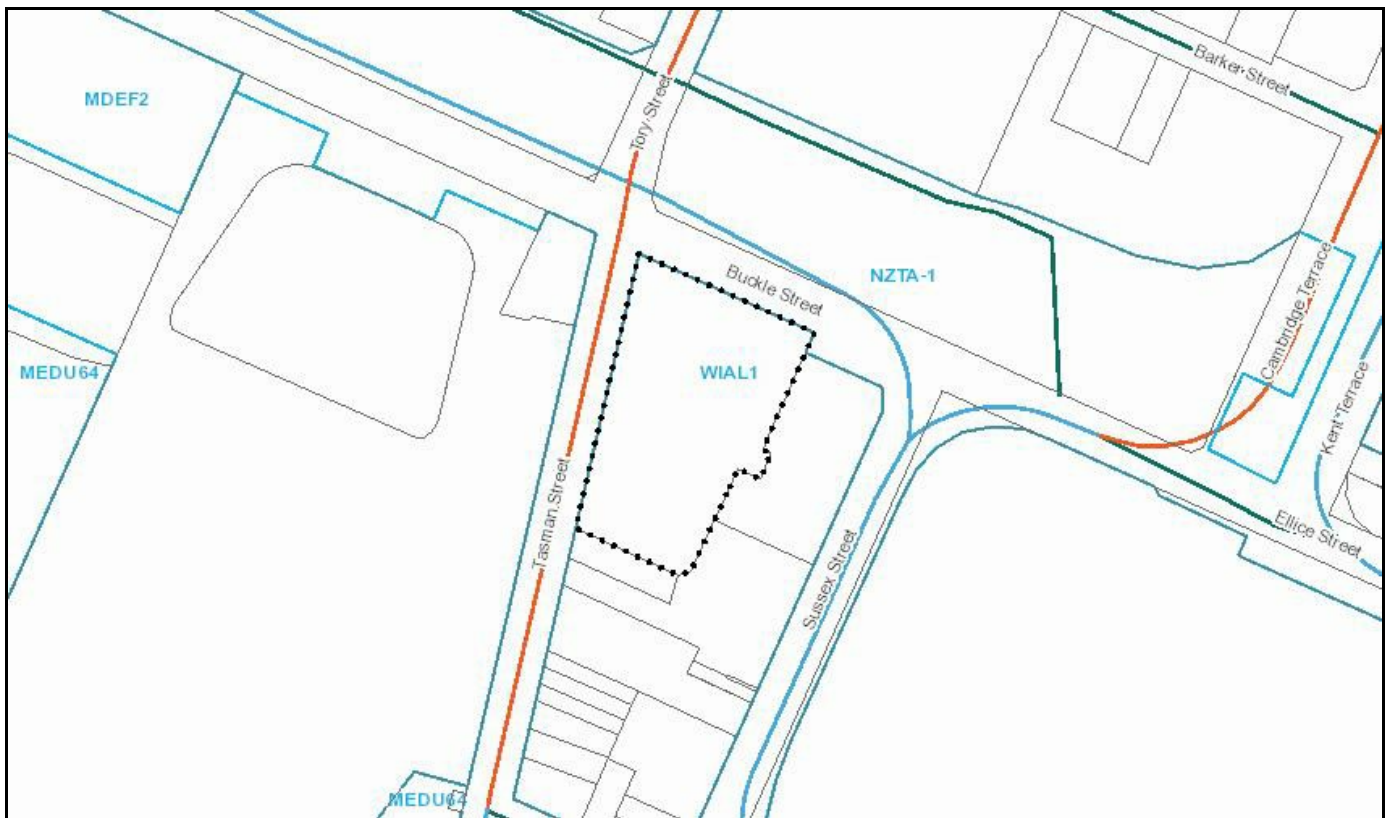 Barker Street
MDEF2
Tory Street
Buckle Street
NZTA-1
Cambridge Terrace
MEDU64
WIAL1
Kent Terrace
Tasman Street
Ellice Street
Sussex Street
MEDU64